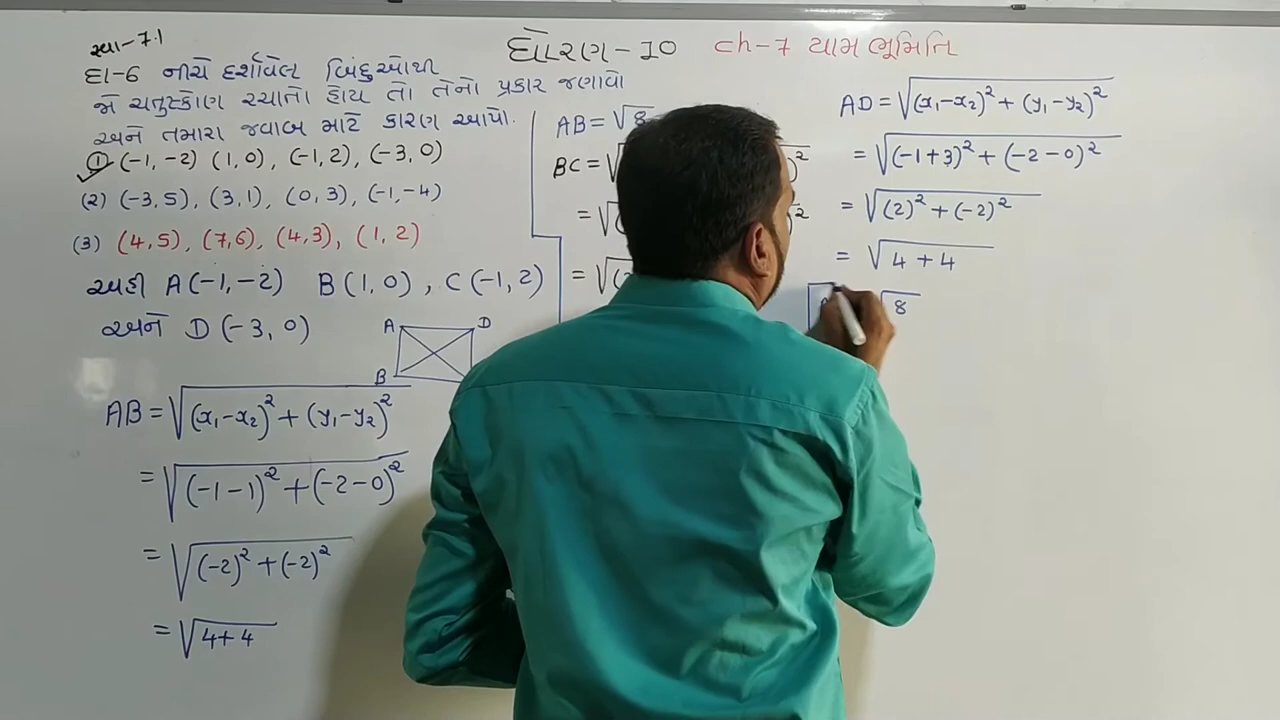 સ્વા-7.1
ધોરણ-10 ch-7 યામ ભૂમિતિ
દા-6 નીચે દર્શાવેલ બિંદુઓથી
જો ચતુષ્કોણ રચાતો હોય તો તેનો પ્રકાર જણાવો
અને તમારા જવાબ માટે કારણ આપો.
① (-1, -2) (1, 0), (-1, 2), (-3, 0)
(2) (-3, 5), (3, 1), (0, 3), (-1, -4)
(3) (4, 5), (7, 6), (4, 3), (1, 2)
અહીં A(-1, -2) B(1, 0), C(-1, 2)
અને D(-3, 0)
A D
B
AB = √(x₁-x₂)² + (y₁-y₂)²
= √(-1-1)² + (-2-0)²
= √(-2)² + (-2)²
= √4+4
AB = √8
BC = √
= √
= √
AD = √(x₁-x₂)² + (y₁-y₂)²
= √(-1+3)² + (-2-0)²
= √(2)² + (-2)²
= √4+4
√8